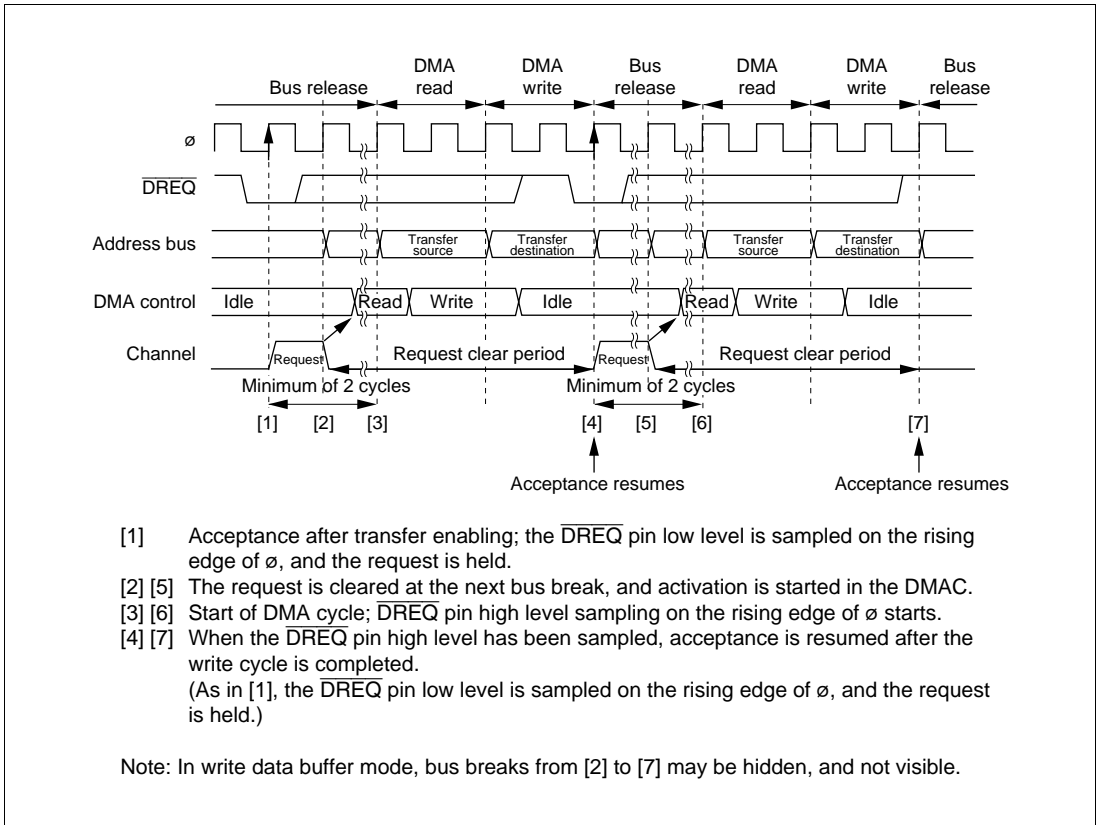 DMA DMA Bus DMA DMA Bus
Bus release read write release read write release
ø
DREQ
Address bus Transfer source Transfer destination Transfer source Transfer destination
DMA control Idle Read Write Idle Read Write Idle
Channel Request Request clear period Request Request clear period
Minimum of 2 cycles Minimum of 2 cycles
[1] [2] [3] [4] [5] [6] [7]
Acceptance resumes Acceptance resumes
[1] Acceptance after transfer enabling; the DREQ pin low level is sampled on the rising
edge of ø, and the request is held.
[2] [5] The request is cleared at the next bus break, and activation is started in the DMAC.
[3] [6] Start of DMA cycle; DREQ pin high level sampling on the rising edge of ø starts.
[4] [7] When the DREQ pin high level has been sampled, acceptance is resumed after the
write cycle is completed.
(As in [1], the DREQ pin low level is sampled on the rising edge of ø, and the request
is held.)
Note: In write data buffer mode, bus breaks from [2] to [7] may be hidden, and not visible.